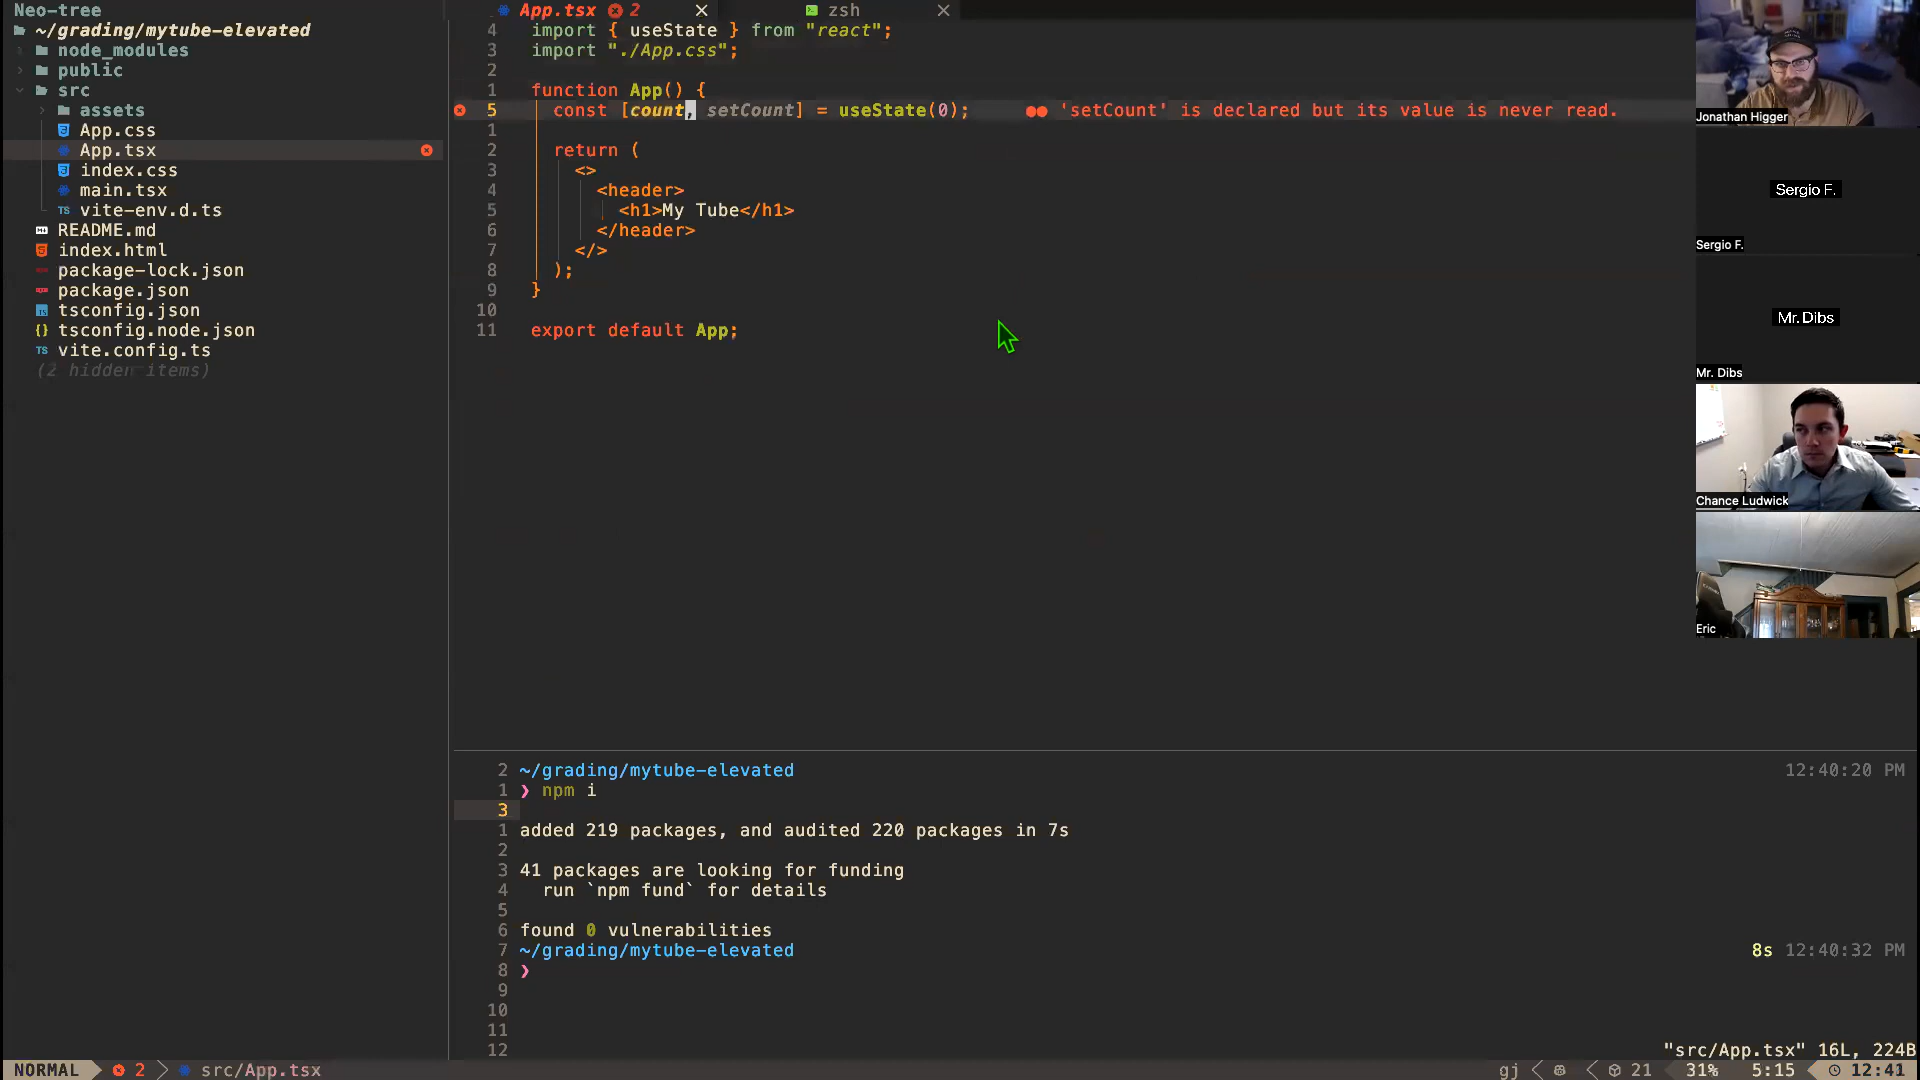 Neo-tree
~/grading/mytube-elevated
node_modules
public
src
assets
App.css
App.tsx
index.css
main.tsx
vite-env.d.ts
README.md
index.html
package-lock.json
package.json
tsconfig.json
tsconfig.node.json
vite.config.ts
(2 hidden items)
App.tsx 2
zsh
4 import { useState } from "react";
3 import "./App.css";
2
1 function App() {
5 const [count, setCount] = useState(0); 'setCount' is declared but its value is never read.
1
2 return (
3 <>
4 <header>
5 <h1>My Tube</h1>
6 </header>
7 </>
8 );
9 }
10
11 export default App;
2 ~/grading/mytube-elevated 12:40:20 PM
1 ❯ npm i
3
1 added 219 packages, and audited 220 packages in 7s
2
3 41 packages are looking for funding
4 run `npm fund` for details
5
6 found 0 vulnerabilities
7 ~/grading/mytube-elevated 8s 12:40:32 PM
8 ❯
9
10
11
12
"src/App.tsx" 16L, 224B
NORMAL 2 src/App.tsx gj 21 31% 5:15 12:41
Jonathan Higger
Sergio F.
Sergio F.
Mr. Dibs
Mr. Dibs
Chance Ludwick
Eric